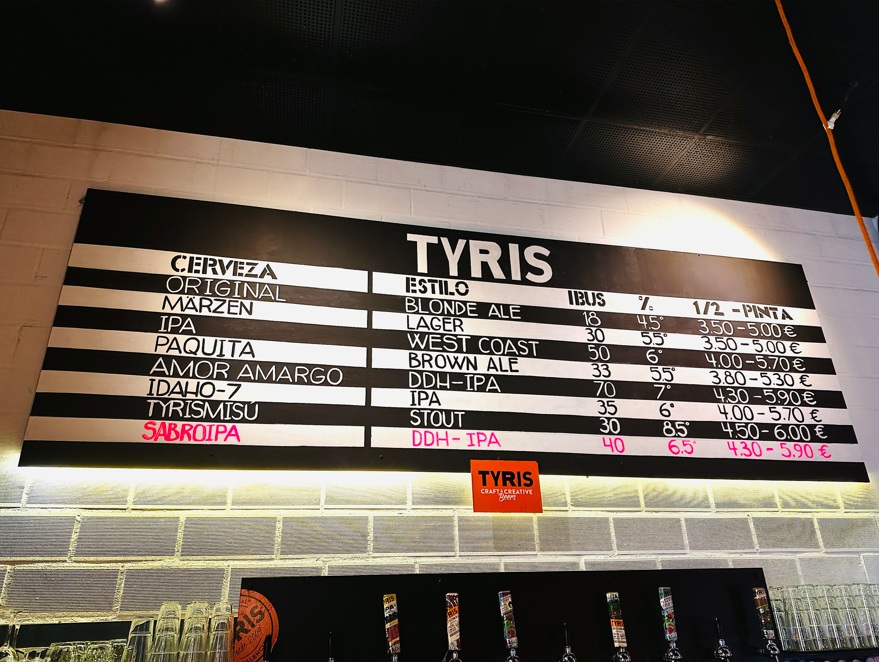 TYRIS
CERVEZA ESTILO IBUS % 1/2 - PINTA
ORIGINAL BLONDE ALE 18 4.5° 3.50 - 5.00 €
MÄRZEN LAGER 30 5.5° 3.50 - 5.00 €
IPA WEST COAST 50 6° 4.00 - 5.70 €
PAQUITA BROWN ALE 33 5.5° 3.80 - 5.30 €
AMOR AMARGO DDH-IPA 70 7° 4.30 - 5.90 €
IDAHO-7 IPA 35 6° 4.00 - 5.70 €
TYRISMISÚ STOUT 30 8.5° 4.50 - 6.00 €
SABROIPA DDH-IPA 40 6.5° 4.30 - 5.90 €
TYRIS
CRAFT & CREATIVE
Beers
RIS